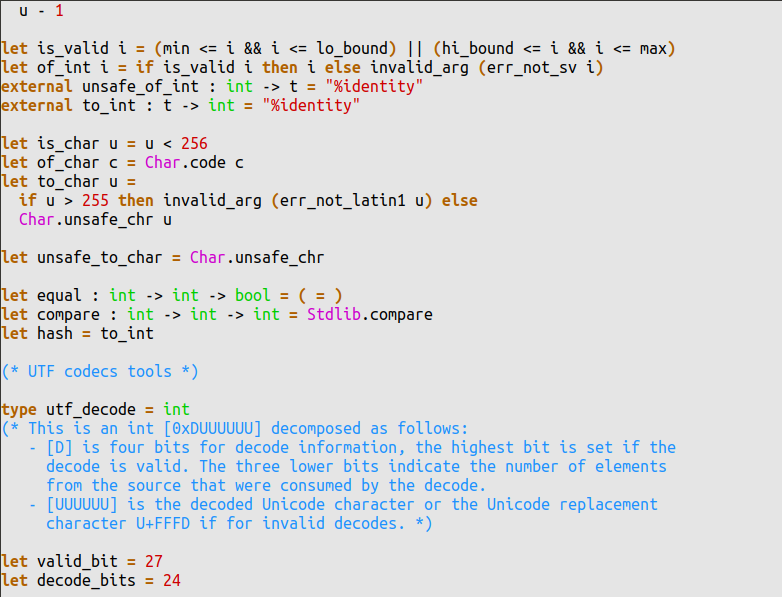 u - 1
let is_valid i = (min <= i && i <= lo_bound) || (hi_bound <= i && i <= max)
let of_int i = if is_valid i then i else invalid_arg (err_not_sv i)
external unsafe_of_int : int -> t = "%identity"
external to_int : t -> int = "%identity"
let is_char u = u < 256
let of_char c = Char.code c
let to_char u =
if u > 255 then invalid_arg (err_not_latin1 u) else
Char.unsafe_chr u
let unsafe_to_char = Char.unsafe_chr
let equal : int -> int -> bool = ( = )
let compare : int -> int -> int = Stdlib.compare
let hash = to_int
(* UTF codecs tools *)
type utf_decode = int
(* This is an int [0xDUUUUUU] decomposed as follows:
- [D] is four bits for decode information, the highest bit is set if the
decode is valid. The three lower bits indicate the number of elements
from the source that were consumed by the decode.
- [UUUUUU] is the decoded Unicode character or the Unicode replacement
character U+FFFD if for invalid decodes. *)
let valid_bit = 27
let decode_bits = 24